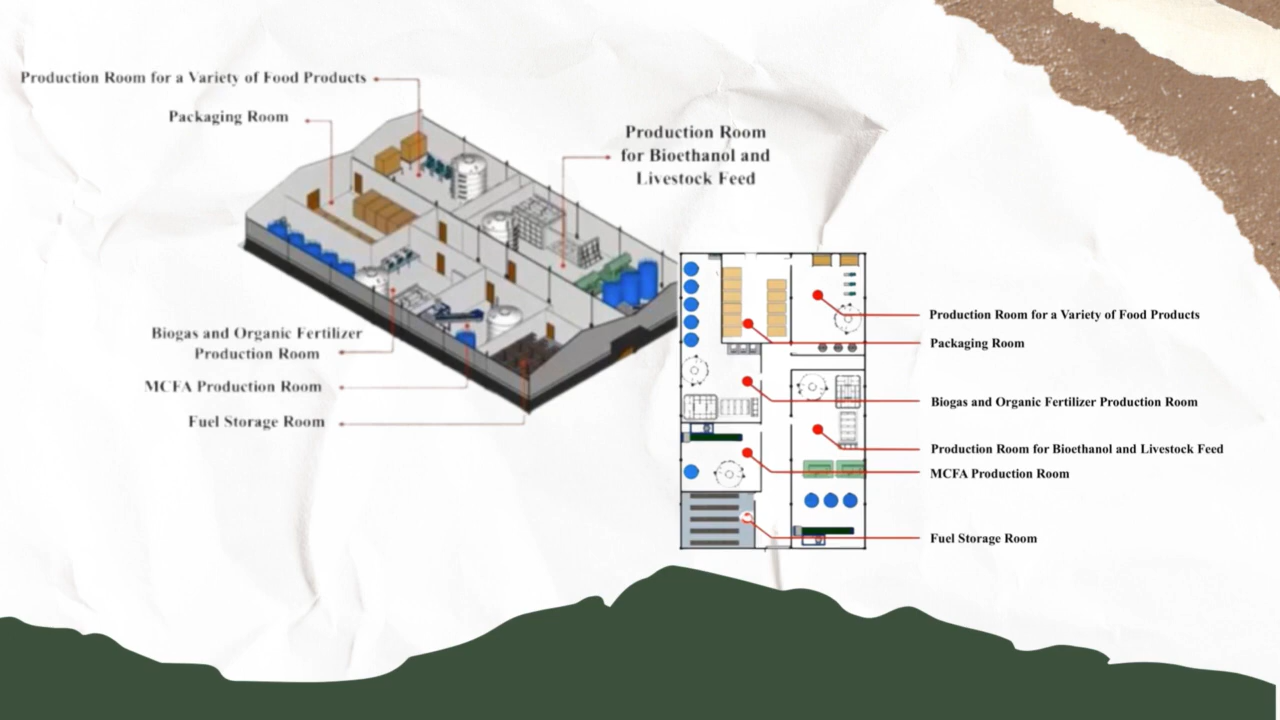 Production Room for a Variety of Food Products
Packaging Room
Production Room
for Bioethanol and
Livestock Feed
Biogas and Organic Fertilizer
Production Room
MCFA Production Room
Fuel Storage Room
Production Room for a Variety of Food Products
Packaging Room
Biogas and Organic Fertilizer Production Room
Production Room for Bioethanol and Livestock Feed
MCFA Production Room
Fuel Storage Room